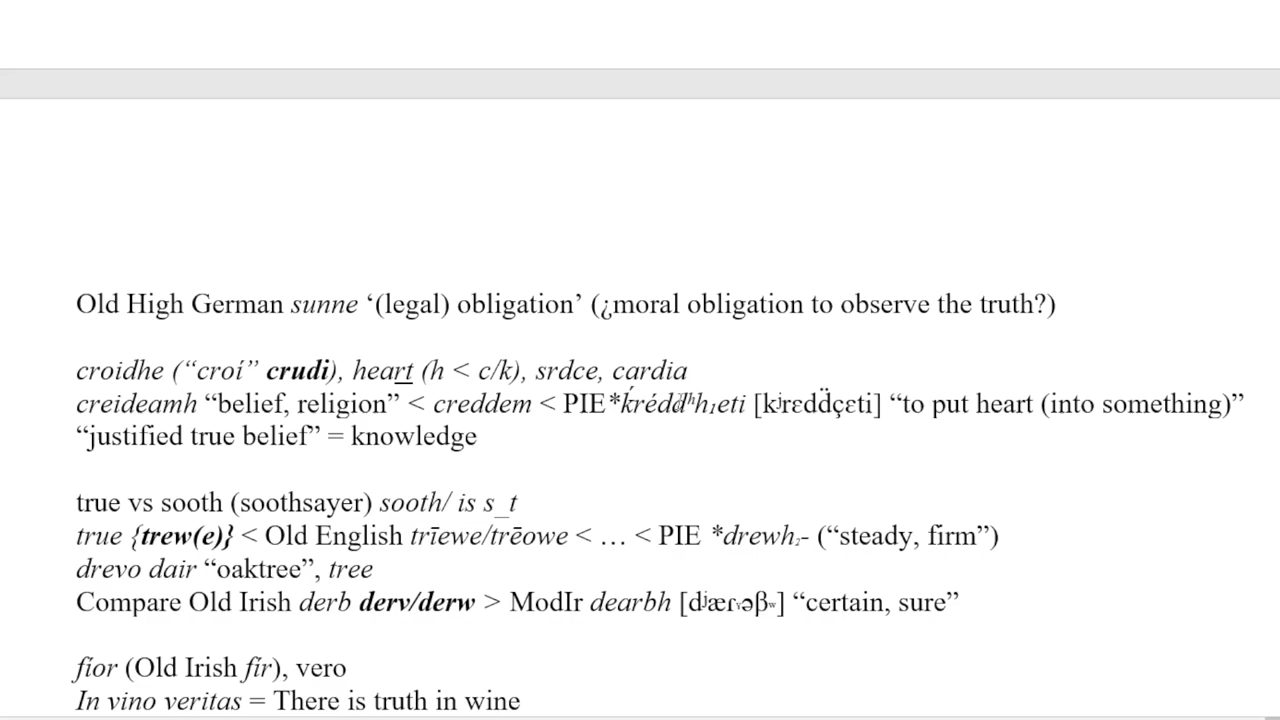 Old High German sunne ‘(legal) obligation’ (¿moral obligation to observe the truth?)
croidhe (“croí” crudi), heart (h < c/k), srdce, cardia
creideamh “belief, religion” < creddem < PIE *ḱréddʰh₁eti [kʲrɛdd̈çɛti] “to put heart (into something)”
“justified true belief” = knowledge
true vs sooth (soothsayer) sooth/ is s_t
true {trew(e)} < Old English trīewe/trēowe < … < PIE *drewh₂- (“steady, firm”)
drevo dair “oaktree”, tree
Compare Old Irish derb derv/derw > ModIr dearbh [dʲærˠəβʷ] “certain, sure”
fíor (Old Irish fír), vero
In vino veritas = There is truth in wine